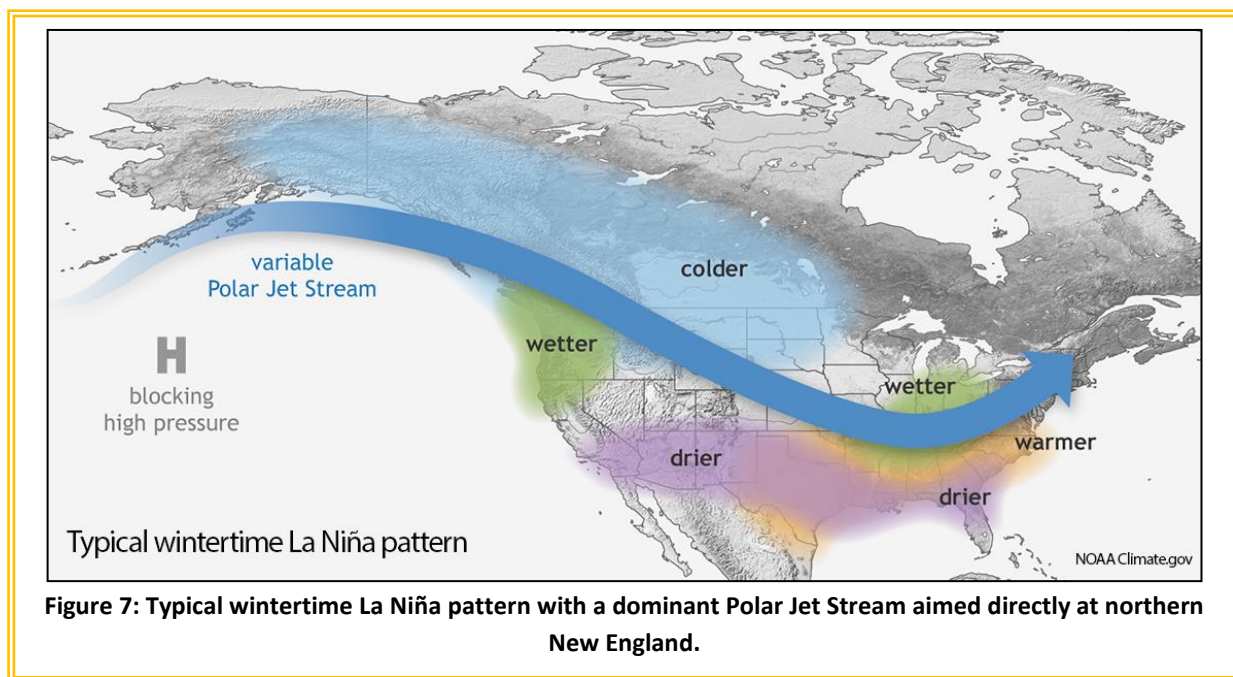 variable
Polar Jet Stream
colder
H
blocking
high pressure
wetter
wetter
warmer
drier
drier
Typical wintertime La Niña pattern
NOAA Climate.gov
Figure 7: Typical wintertime La Niña pattern with a dominant Polar Jet Stream aimed directly at northern
New England.